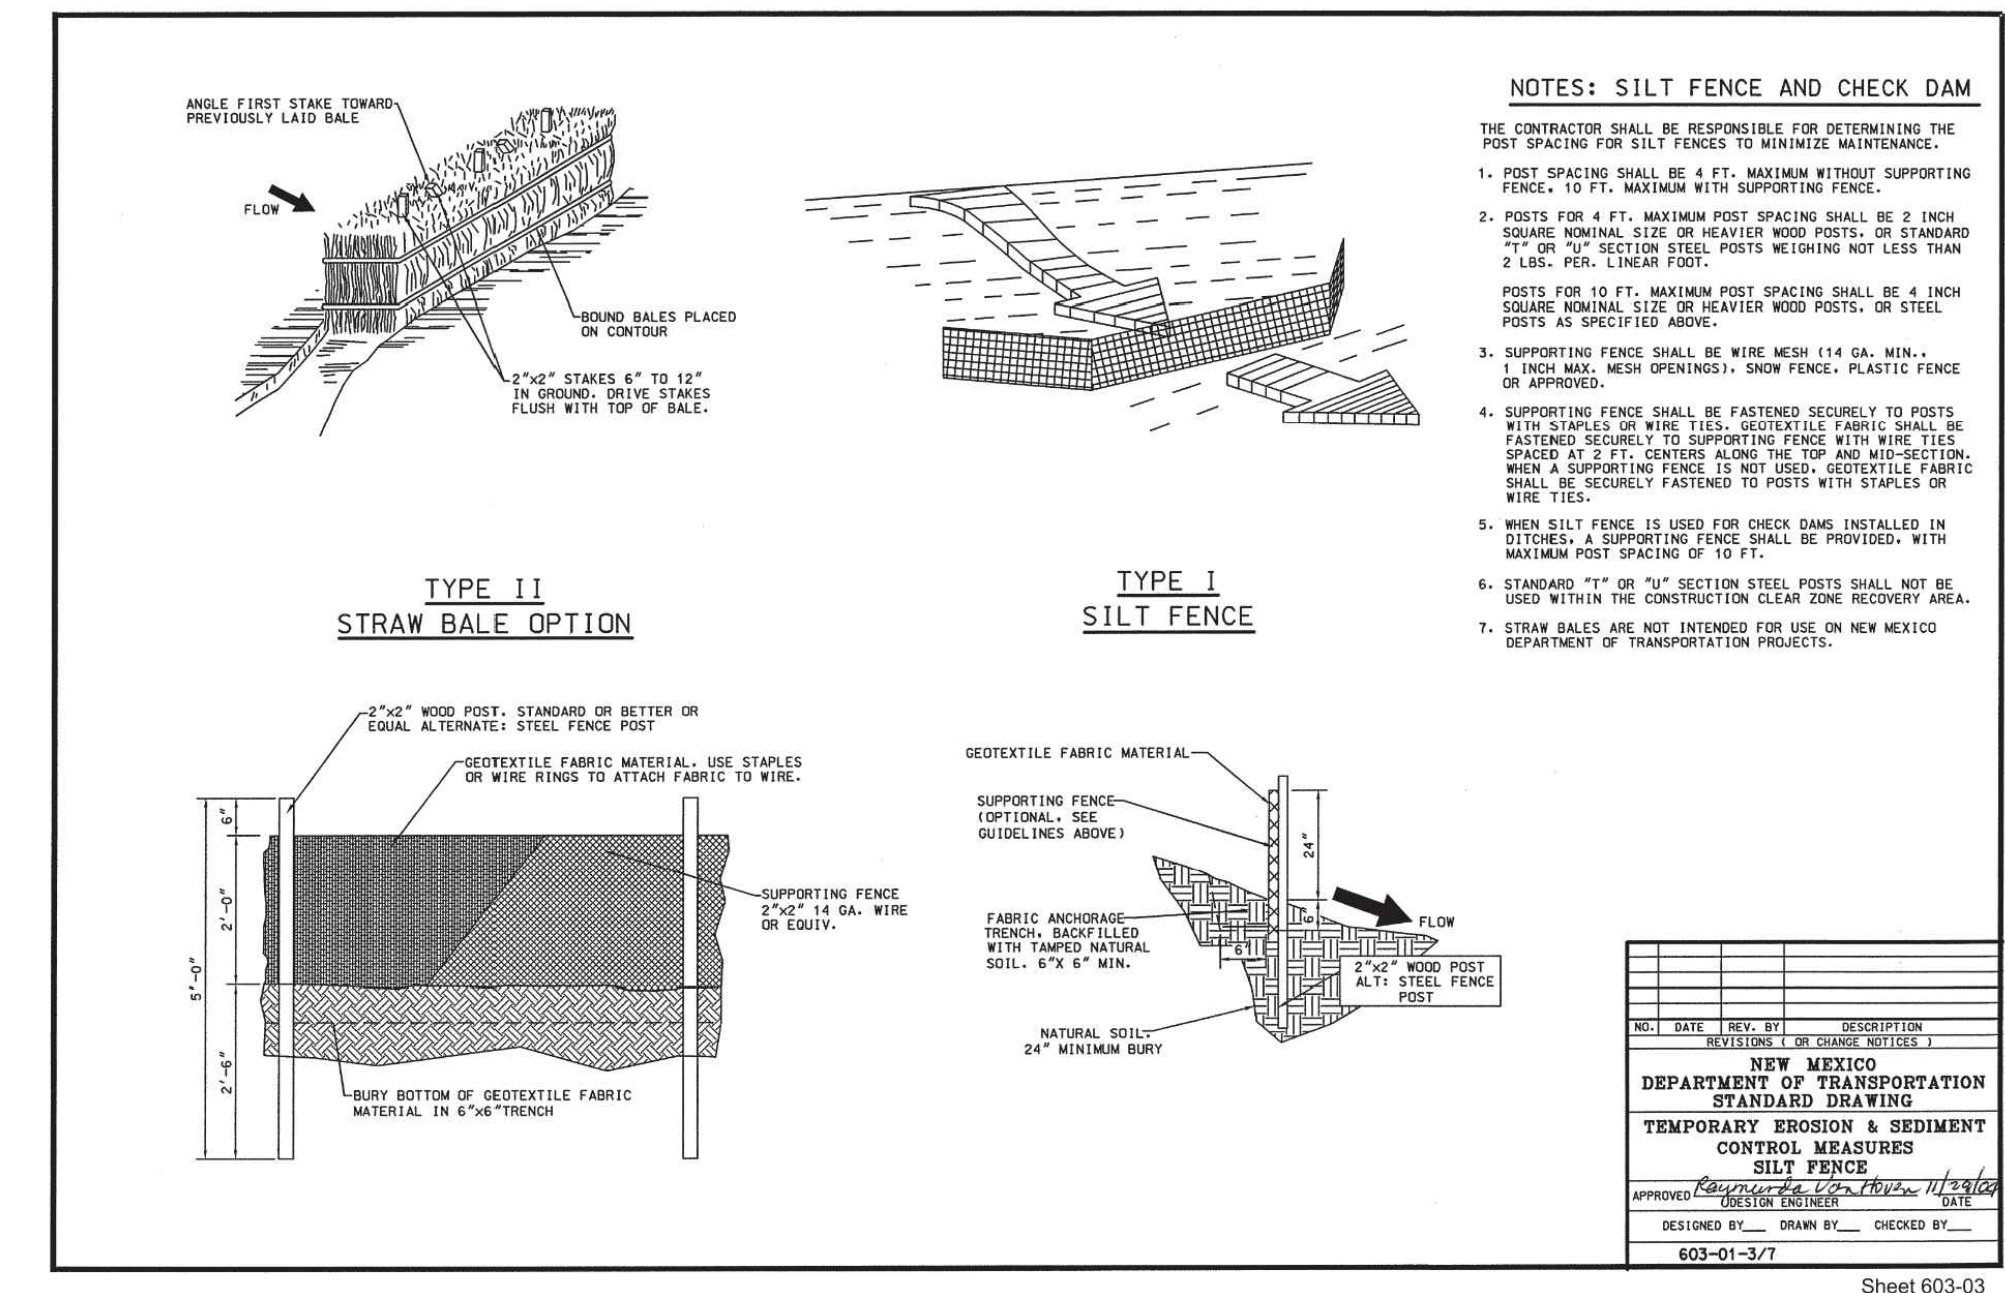 ANGLE FIRST STAKE TOWARD
PREVIOUSLY LAID BALE
FLOW
BOUND BALES PLACED
ON CONTOUR
2"x2" STAKES 6" TO 12"
IN GROUND. DRIVE STAKES
FLUSH WITH TOP OF BALE.
TYPE II
STRAW BALE OPTION
TYPE I
SILT FENCE
NOTES: SILT FENCE AND CHECK DAM
THE CONTRACTOR SHALL BE RESPONSIBLE FOR DETERMINING THE
POST SPACING FOR SILT FENCES TO MINIMIZE MAINTENANCE.
1. POST SPACING SHALL BE 4 FT. MAXIMUM WITHOUT SUPPORTING
FENCE. 10 FT. MAXIMUM WITH SUPPORTING FENCE.
2. POSTS FOR 4 FT. MAXIMUM POST SPACING SHALL BE 2 INCH
SQUARE NOMINAL SIZE OR HEAVIER WOOD POSTS. OR STANDARD
"T" OR "U" SECTION STEEL POSTS WEIGHING NOT LESS THAN
2 LBS. PER. LINEAR FOOT.
POSTS FOR 10 FT. MAXIMUM POST SPACING SHALL BE 4 INCH
SQUARE NOMINAL SIZE OR HEAVIER WOOD POSTS. OR STEEL
POSTS AS SPECIFIED ABOVE.
3. SUPPORTING FENCE SHALL BE WIRE MESH (14 GA. MIN.,
1 INCH MAX. MESH OPENINGS). SNOW FENCE. PLASTIC FENCE
OR APPROVED.
4. SUPPORTING FENCE SHALL BE FASTENED SECURELY TO POSTS
WITH STAPLES OR WIRE TIES. GEOTEXTILE FABRIC SHALL BE
FASTENED SECURELY TO SUPPORTING FENCE WITH WIRE TIES
SPACED AT 2 FT. CENTERS ALONG THE TOP AND MID-SECTION.
WHEN A SUPPORTING FENCE IS NOT USED. GEOTEXTILE FABRIC
SHALL BE SECURELY FASTENED TO POSTS WITH STAPLES OR
WIRE TIES.
5. WHEN SILT FENCE IS USED FOR CHECK DAMS INSTALLED IN
DITCHES. A SUPPORTING FENCE SHALL BE PROVIDED. WITH
MAXIMUM POST SPACING OF 10 FT.
6. STANDARD "T" OR "U" SECTION STEEL POSTS SHALL NOT BE
USED WITHIN THE CONSTRUCTION CLEAR ZONE RECOVERY AREA.
7. STRAW BALES ARE NOT INTENDED FOR USE ON NEW MEXICO
DEPARTMENT OF TRANSPORTATION PROJECTS.
2"x2" WOOD POST. STANDARD OR BETTER OR
EQUAL ALTERNATE: STEEL FENCE POST
GEOTEXTILE FABRIC MATERIAL. USE STAPLES
OR WIRE RINGS TO ATTACH FABRIC TO WIRE.
6"
2'-0"
5'-0"
2'-6"
SUPPORTING FENCE
2"x2" 14 GA. WIRE
OR EQUIV.
BURY BOTTOM OF GEOTEXTILE FABRIC
MATERIAL IN 6"x6"TRENCH
GEOTEXTILE FABRIC MATERIAL
SUPPORTING FENCE
(OPTIONAL. SEE
GUIDELINES ABOVE)
24"
6"
FLOW
FABRIC ANCHORAGE
TRENCH. BACKFILLED
WITH TAMPED NATURAL
SOIL. 6"X 6" MIN.
6"
2"x2" WOOD POST
ALT: STEEL FENCE
POST
NATURAL SOIL.
24" MINIMUM BURY
NO. DATE REV. BY DESCRIPTION
REVISIONS ( OR CHANGE NOTICES )
NEW MEXICO
DEPARTMENT OF TRANSPORTATION
STANDARD DRAWING
TEMPORARY EROSION & SEDIMENT
CONTROL MEASURES
SILT FENCE
APPROVED Raymunda Van Hoven 11/29/04
DESIGN ENGINEER DATE
DESIGNED BY DRAWN BY CHECKED BY
603-01-3/7
Sheet 603-03